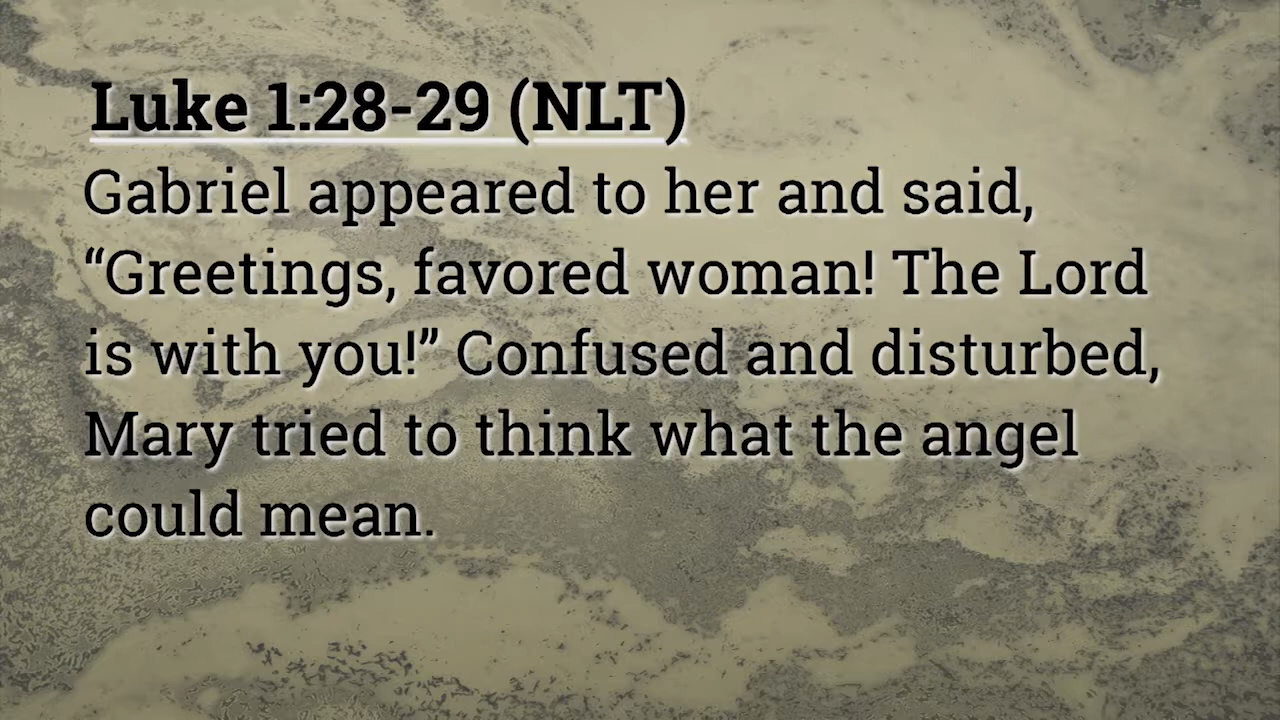 Luke 1:28-29 (NLT)
Gabriel appeared to her and said,
“Greetings, favored woman! The Lord
is with you!” Confused and disturbed,
Mary tried to think what the angel
could mean.